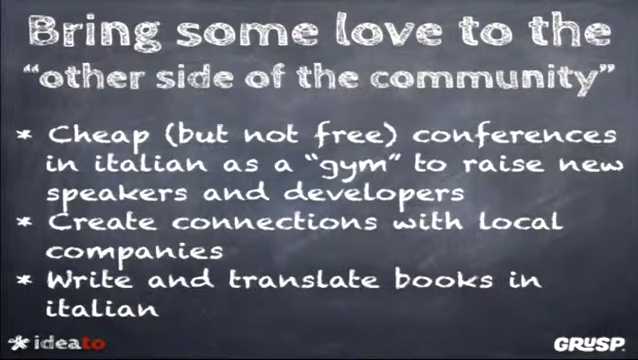 Bring some love to the
“other side of the community”
* Cheap (but not free) conferences
in italian as a “gym” to raise new
speakers and developers
* Create connections with local
companies
* Write and translate books in
italian
ideato
GRUSP